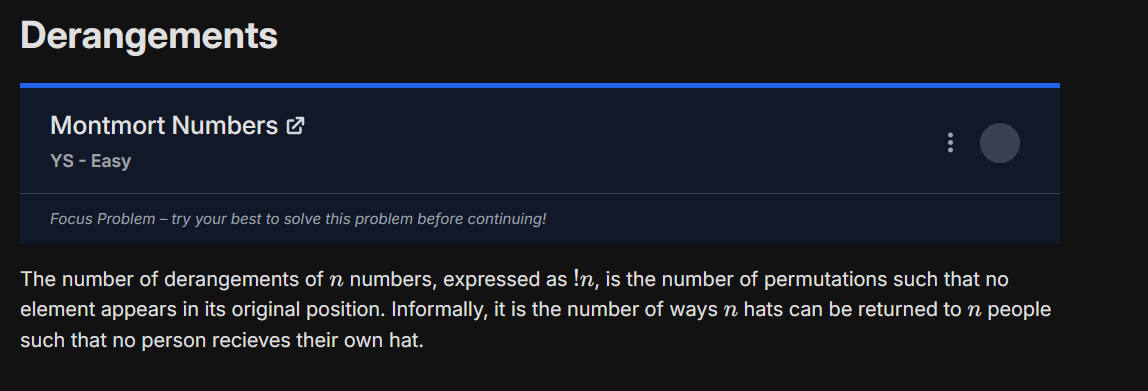 Derangements
Montmort Numbers
YS - Easy
Focus Problem – try your best to solve this problem before continuing!
The number of derangements of n numbers, expressed as !n, is the number of permutations such that no
element appears in its original position. Informally, it is the number of ways n hats can be returned to n people
such that no person recieves their own hat.